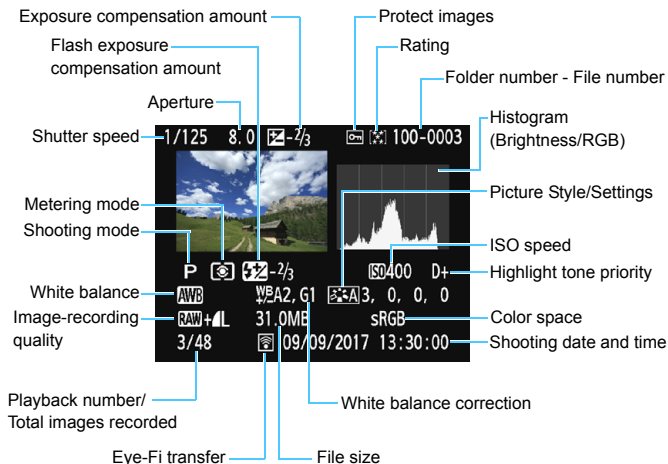 Exposure compensation amount
Protect images
Flash exposure
compensation amount
Rating
Folder number - File number
Aperture
Histogram
(Brightness/RGB)
Shutter speed
1/125 8.0 -2/3 100-0003
Picture Style/Settings
Metering mode
Shooting mode
ISO speed
P -2/3 ISO400 D+
Highlight tone priority
White balance
AWB WB+/-A2, G1 A3, 0, 0, 0
Image-recording
quality
RAW+L 31.0MB sRGB
Color space
3/48 09/09/2017 13:30:00
Shooting date and time
Playback number/
Total images recorded
White balance correction
Eye-Fi transfer
File size